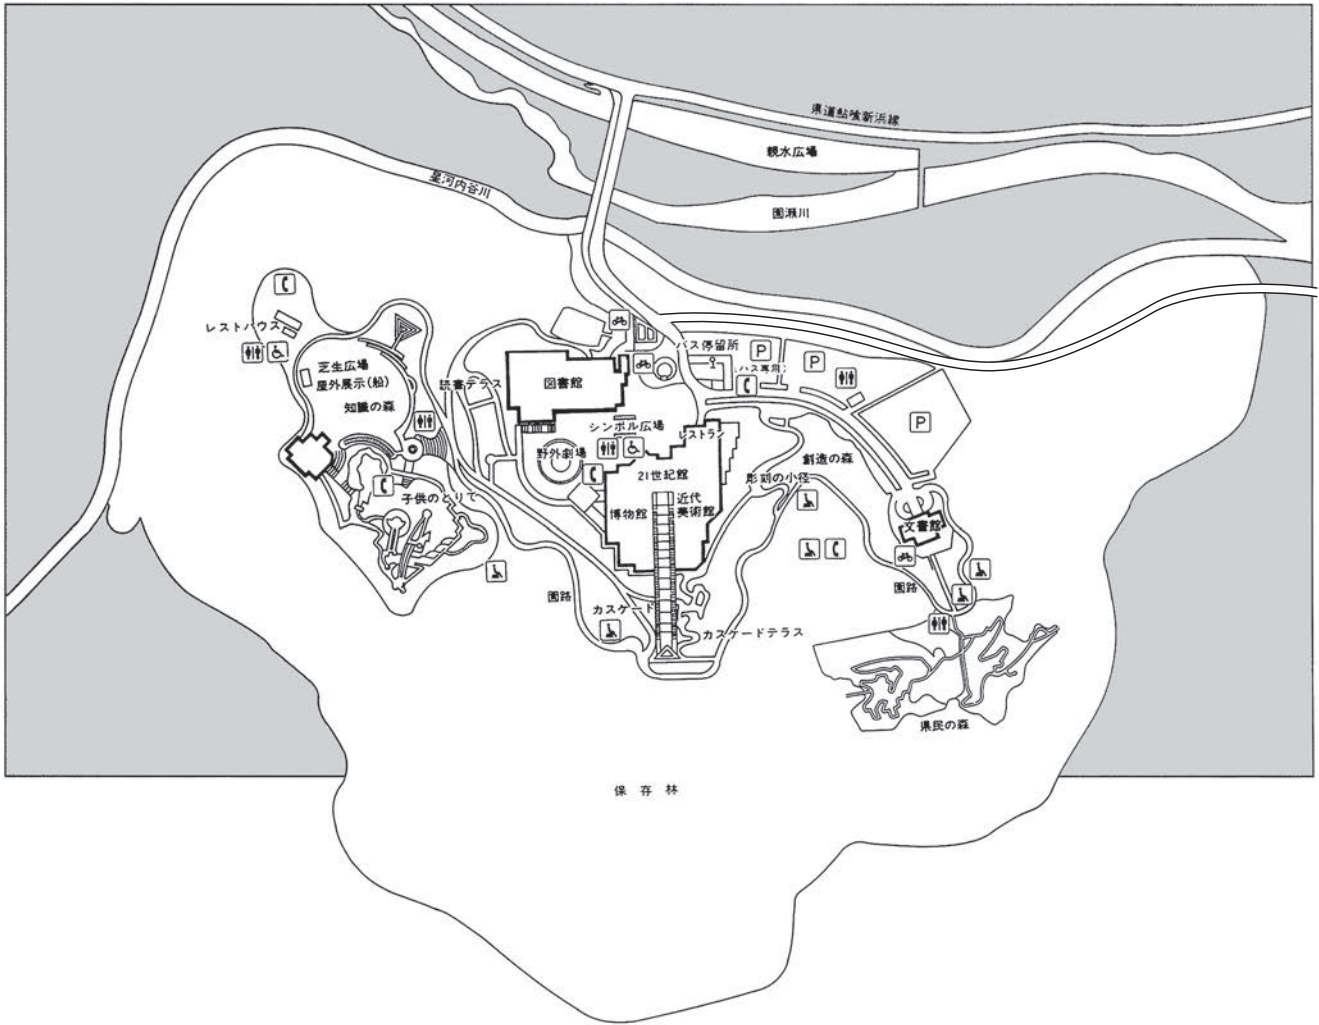 県道鮎喰新浜線
親水広場
星河内谷川
園瀬川
レストハウス
バス停留所
P
P
(バス専用)
芝生広場
屋外展示(船)
読書テラス
図書館
知識の森
P
シンボル広場
レストラン
野外劇場
創造の森
21世紀館
彫刻の小径
子供のとりで
近代
美術館
博物館
文書館
園路
園路
カスケード
カスケードテラス
県民の森
保存林